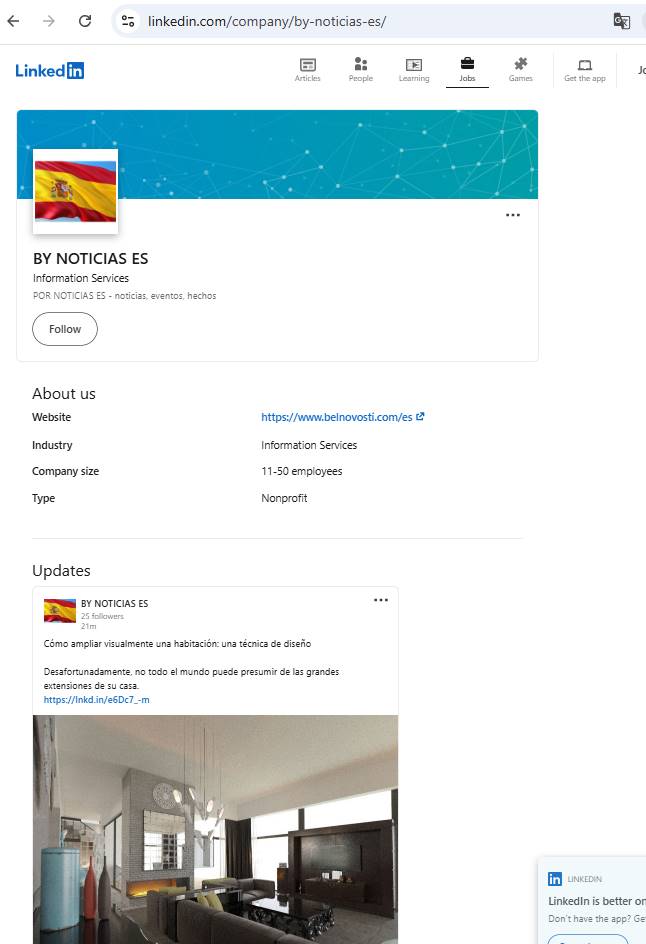 linkedin.com/company/by-noticias-es/
LinkedIn
Articles
People
Learning
Jobs
Games
Get the app
BY NOTICIAS ES
Information Services
POR NOTICIAS ES - noticias, eventos, hechos
Follow
About us
Website
https://www.belnovosti.com/es
Industry
Information Services
Company size
11-50 employees
Type
Nonprofit
Updates
BY NOTICIAS ES
25 followers
21m
Cómo ampliar visualmente una habitación: una técnica de diseño
Desafortunadamente, no todo el mundo puede presumir de las grandes
extensiones de su casa.
https://lnkd.in/e6Dc7_-m
in LINKEDIN
LinkedIn is better on
Don't have the app? Ge